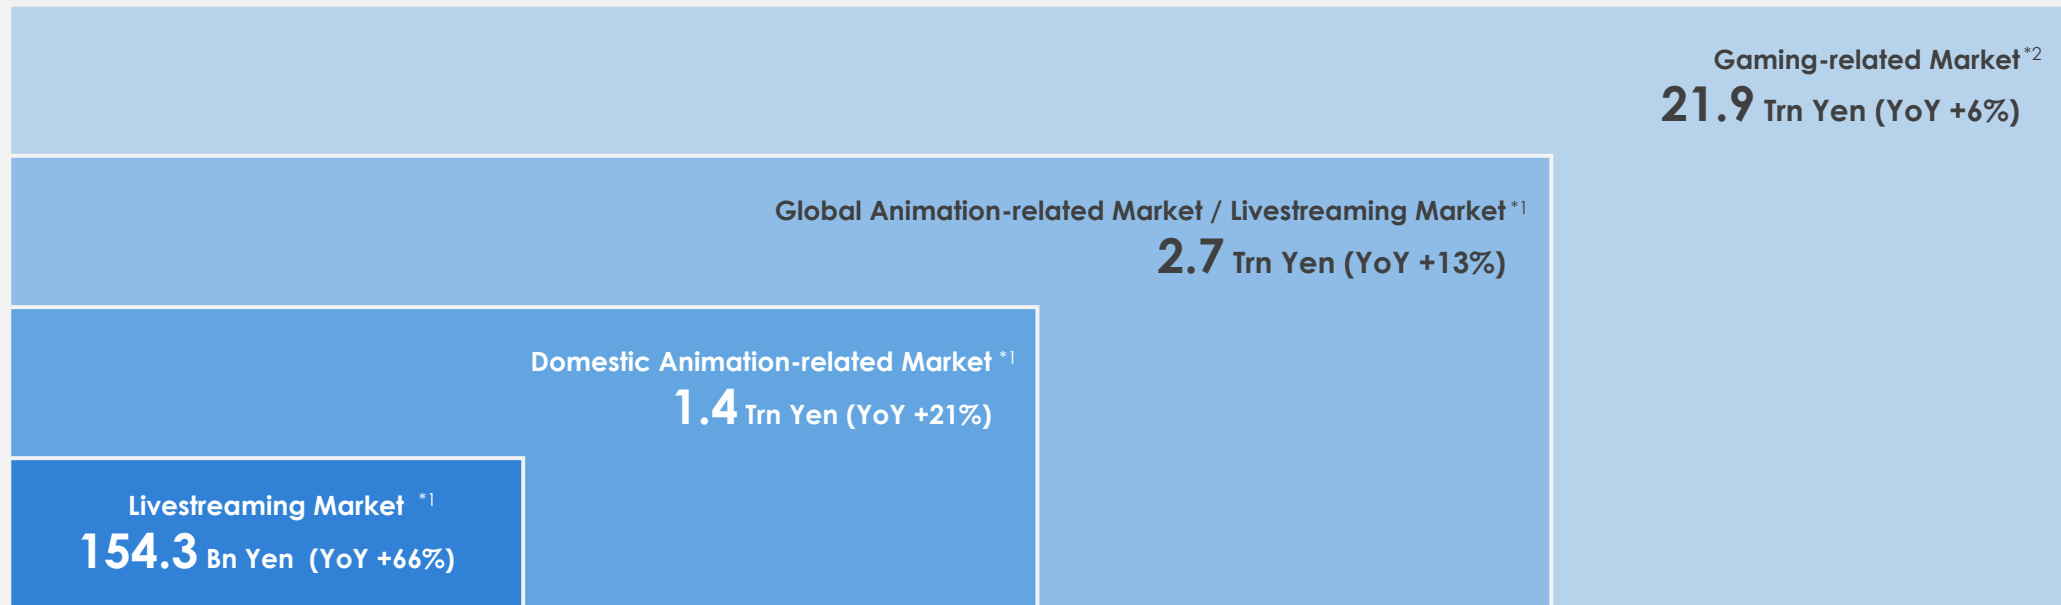 Gaming-related Market *2
21.9 Trn Yen (YoY +6%)
Global Animation-related Market / Livestreaming Market *1
2.7 Trn Yen (YoY +13%)
Domestic Animation-related Market *1
1.4 Trn Yen (YoY +21%)
Livestreaming Market *1
154.3 Bn Yen (YoY +66%)